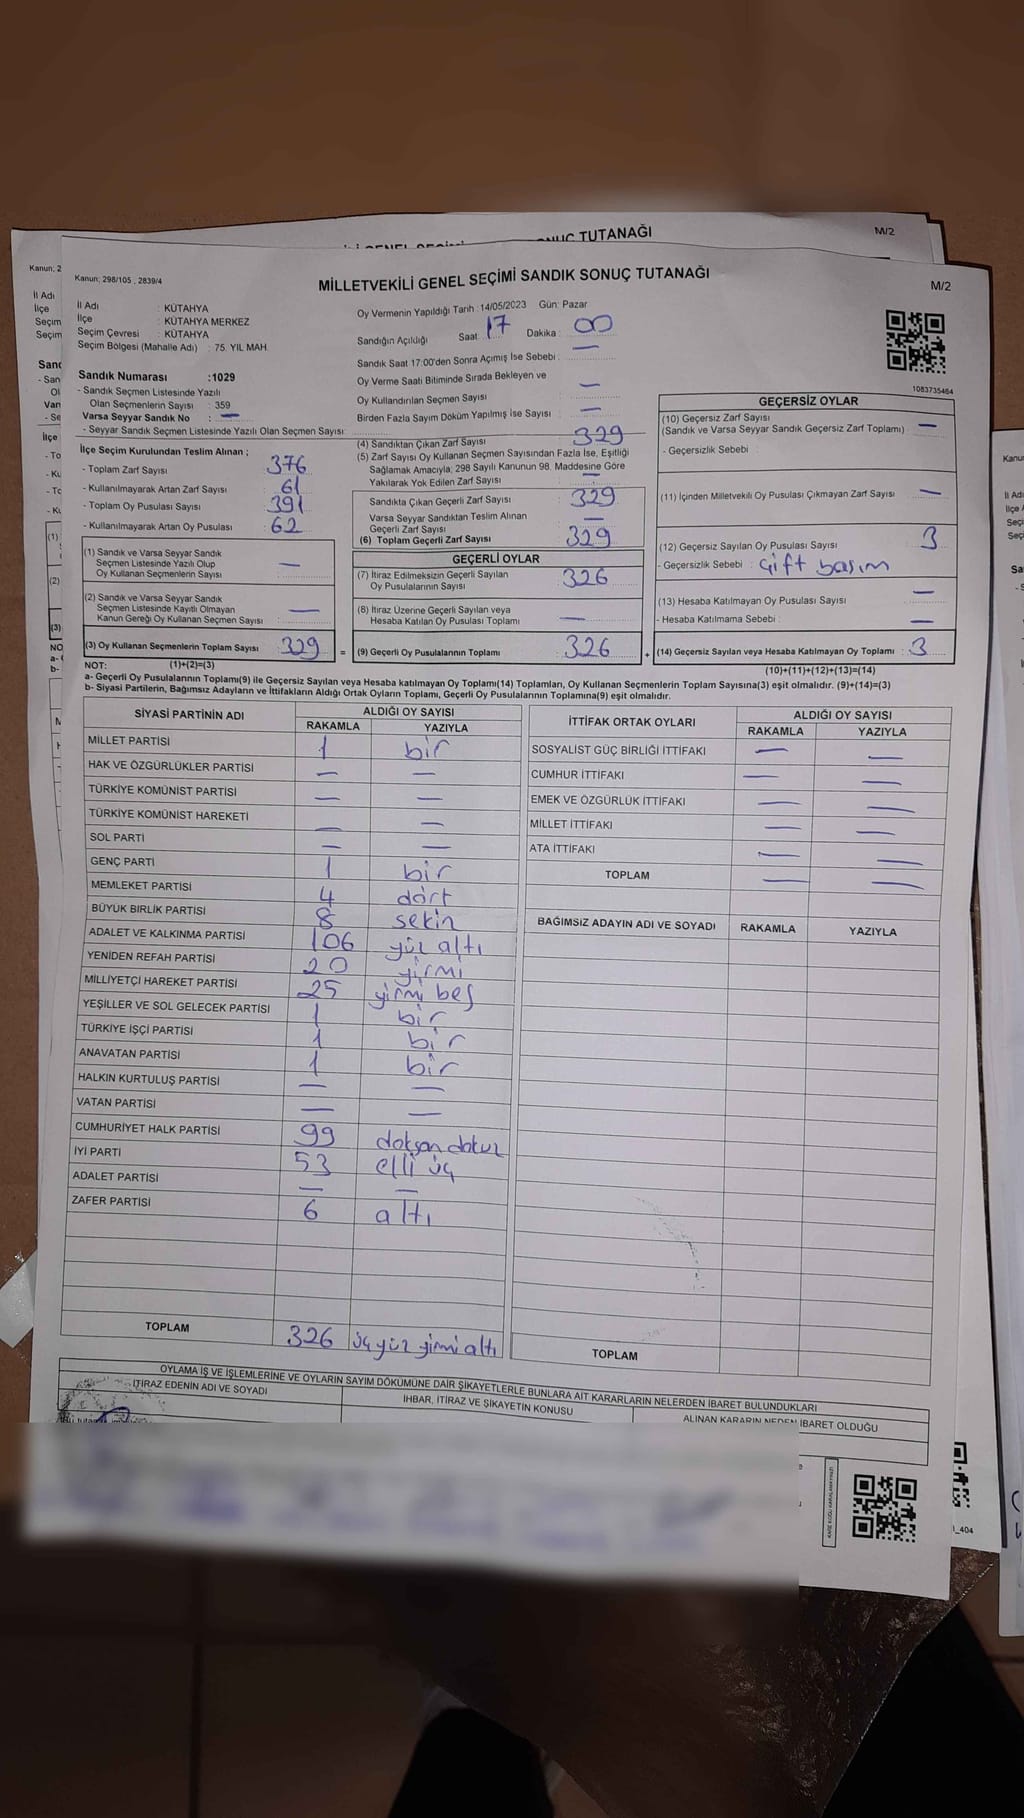 UÇ TUTANAĞI
M/2
Kanun: 2
İl Adı
İlçe
Seçim
Seçim
Kanun: 298/105 , 2839/4
MİLLETVEKİLİ GENEL SEÇİMİ SANDIK SONUÇ TUTANAĞI
M/2
İl Adı : KÜTAHYA
İlçe : KÜTAHYA MERKEZ
Seçim Çevresi : KÜTAHYA
Seçim Bölgesi (Mahalle Adı) : 75. YIL MAH.
Sandık Numarası :1029
- Sandık Seçmen Listesinde Yazılı
Olan Seçmenlerin Sayısı : 359
Varsa Seyyar Sandık No : —
- Seyyar Sandık Seçmen Listesinde Yazılı Olan Seçmen Sayısı:
Oy Vermenin Yapıldığı Tarih :14/05/2023 Gün: Pazar
Sandığın Açıldığı Saat : 17 Dakika : 00
Sandık Saat 17:00'den Sonra Açmış İse Sebebi : —
Oy Verme Saati Bitiminde Sırada Bekleyen ve
Oy Kullandırılan Seçmen Sayısı : —
Birden Fazla Sayım Döküm Yapılmış İse Sayısı : —
1083735464
İlçe Seçim Kurulundan Teslim Alınan ;
- Toplam Zarf Sayısı : 376
- Kullanılmayarak Artan Zarf Sayısı : 61
- Toplam Oy Pusulası Sayısı : 391
- Kullanılmayarak Artan Oy Pusulası : 62
(4) Sandıktan Çıkan Zarf Sayısı : 329
(5) Zarf Sayısı Oy Kullanan Seçmen Sayısından Fazla İse, Eşitliği
Sağlamak Amacıyla; 298 Sayılı Kanunun 98. Maddesine Göre
Yakılarak Yok Edilen Zarf Sayısı : —
Sandıkta Çıkan Geçerli Zarf Sayısı : 329
Varsa Seyyar Sandıktan Teslim Alınan
Geçerli Zarf Sayısı : —
(6) Toplam Geçerli Zarf Sayısı : 329
GEÇERSİZ OYLAR
(10) Geçersiz Zarf Sayısı
(Sandık ve Varsa Seyyar Sandık Geçersiz Zarf Toplamı) : —
- Geçersizlik Sebebi :
(11) İçinden Milletvekili Oy Pusulası Çıkmayan Zarf Sayısı : —
(12) Geçersiz Sayılan Oy Pusulası Sayısı : 3
- Geçersizlik Sebebi : Çift basım
(13) Hesaba Katılmayan Oy Pusulası Sayısı : —
- Hesaba Katılmama Sebebi : —
(14) Geçersiz Sayılan veya Hesaba Katılmayan Oy Toplamı : 3
(10)+(11)+(12)+(13)=(14)
(1) Sandık ve Varsa Seyyar Sandık
Seçmen Listesinde Yazılı Olup
Oy Kullanan Seçmenlerin Sayısı : —
(2) Sandık ve Varsa Seyyar Sandık
Seçmen Listesinde Kayıtlı Olmayan
Kanun Gereği Oy Kullanan Seçmen Sayısı : —
(3) Oy Kullanan Seçmenlerin Toplam Sayısı : 329 =
GEÇERLİ OYLAR
(7) İtiraz Edilmeksizin Geçerli Sayılan
Oy Pusulalarının Sayısı : 326
(8) İtiraz Üzerine Geçerli Sayılan veya
Hesaba Katılan Oy Pusulası Toplamı : —
(9) Geçerli Oy Pusulalarının Toplamı : 326 +
NOT: (1)+(2)=(3)
a- Geçerli Oy Pusulalarının Toplamı(9) ile Geçersiz Sayılan veya Hesaba katılmayan Oy Toplamı(14) Toplamları, Oy Kullanan Seçmenlerin Toplam Sayısına(3) eşit olmalıdır. (9)+(14)=(3)
b- Siyasi Partilerin, Bağımsız Adayların ve İttifakların Aldığı Ortak Oyların Toplamı, Geçerli Oy Pusulalarının Toplamına(9) eşit olmalıdır.
SİYASİ PARTİNİN ADI ALDIĞI OY SAYISI
RAKAMLA YAZIYLA
MİLLET PARTİSİ 1 bir
HAK VE ÖZGÜRLÜKLER PARTİSİ — —
TÜRKİYE KOMÜNİST PARTİSİ — —
TÜRKİYE KOMÜNİST HAREKETİ — —
SOL PARTİ — —
GENÇ PARTİ 1 bir
MEMLEKET PARTİSİ 4 dört
BÜYÜK BİRLİK PARTİSİ 8 sekin
ADALET VE KALKINMA PARTİSİ 106 yüz altı
YENİDEN REFAH PARTİSİ 20 yirmi
MİLLİYETÇİ HAREKET PARTİSİ 25 yirmi beş
YEŞİLLER VE SOL GELECEK PARTİSİ 1 bir
TÜRKİYE İŞÇİ PARTİSİ 1 bir
ANAVATAN PARTİSİ 1 bir
HALKIN KURTULUŞ PARTİSİ — —
VATAN PARTİSİ — —
CUMHURİYET HALK PARTİSİ 99 doksan dokuz
İYİ PARTİ 53 elli üç
ADALET PARTİSİ — —
ZAFER PARTİSİ 6 altı
TOPLAM 326 üç yüz yirmi altı
İTTİFAK ORTAK OYLARI ALDIĞI OY SAYISI
RAKAMLA YAZIYLA
SOSYALİST GÜÇ BİRLİĞİ İTTİFAKI — —
CUMHUR İTTİFAKI — —
EMEK VE ÖZGÜRLÜK İTTİFAKI — —
MİLLET İTTİFAKI — —
ATA İTTİFAKI — —
TOPLAM — —
BAĞIMSIZ ADAYIN ADI VE SOYADI RAKAMLA YAZIYLA
TOPLAM
OYLAMA İŞ VE İŞLEMLERİNE VE OYLARIN SAYIM DÖKÜMÜNE DAİR ŞİKAYETLERLE BUNLARA AİT KARARLARIN NELERDEN İBARET BULUNDUKLARI
İTİRAZ EDENİN ADI VE SOYADI
İHBAR, İTİRAZ VE ŞİKAYETİN KONUSU
ALINAN KARARIN NEDEN İBARET OLDUĞU
1_404